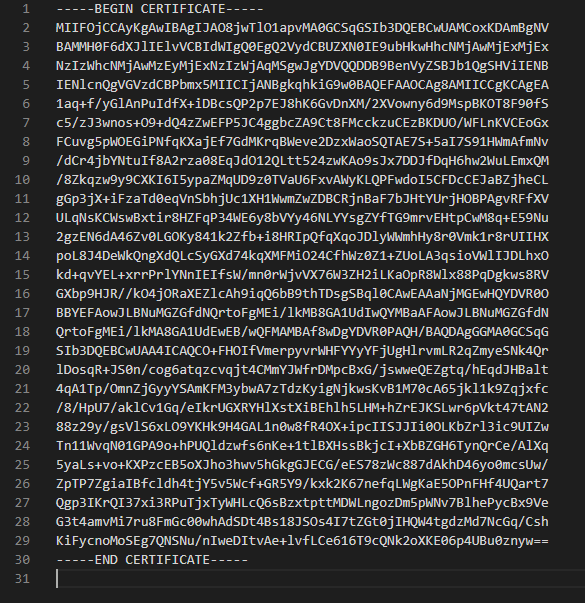 1 -----BEGIN CERTIFICATE-----
2 MIIFOjCCAyKgAwIBAgIJAO8jwTlO1apvMA0GCSqGSIb3DQEBCwUAMCoxKDAmBgNV
3 BAMMH0F6dXJlIElvVCBIdWIgQ0EgQ2VydCBUZXN0IE9ubHkwHhcNMjAwMjExMjEx
4 NzIzWhcNMjAwMzEyMjExNzIzWjAqMSgwJgYDVQQDDB9BenVyZSBJb1QgSHViIENB
5 IENlcnQgVGVzdCBPbmx5MIICIjANBgkqhkiG9w0BAQEFAAOCAg8AMIICCgKCAgEA
6 1aq+f/yGlAnPuIdfX+iDBcsQP2p7EJ8hK6GvDnXM/2XVowny6d9MspBKOT8F90fS
7 c5/zJ3wnos+O9+dQ4zZwEFP5JC4ggbcZA9Ct8FMcckzuCEzBKDUO/WFLnKVCEoGx
8 FCuvg5pWOEGiPNfqKXajEf7GdMKrqBWeve2DzxWaoSQTAE7S+5aI7S91HWmAfmNv
9 /dCr4jbYNtuIf8A2rza08EqJdO12QLtt524zwKAo9sJx7DDJfDqH6hw2WuLEmxQM
10 /8Zkqzw9y9CXKI6I5ypaZMqUD9z0TVaU6FxvAWyKLQPFwdoI5CFDcCEJaBZjheCL
11 gGp3jX+iFzaTd0eqVnSbhjUc1XH1WwmZwZDBCRjnBaF7bJHtYUrjHOBPAgvRFfXV
12 ULqNsKCWswBxtir8HZFqP34WE6y8bVYy46NLYYsgZYfTG9mrvEHtpCwM8q+E59Nu
13 2gzEN6dA46Zv0LGOKy841k2Zfb+i8HRIpQfqXqoJDlyWWmhHy8r0Vmk1r8rUIIHX
14 poL8J4DeWkQngXdQLcSyGXd74kqXMFMiO24CfhWz0Z1+ZUoLA3qsioVWlIJDLhxO
15 kd+qvYEL+xrrPrlYNnIEIfsW/mn0rWjvVX76W3ZH2iLKaOpR8Wlx88PqDgkws8RV
16 GXbp9HJR//kO4jORaXEZlcAh9iqQ6bB9thTDsgSBql0CAwEAAaNjMGEwHQYDVR0O
17 BBYEFAowJLBNuMGZGfdNQrtoFgMEi/lkMB8GA1UdIwQYMBaAFAowJLBNuMGZGfdN
18 QrtoFgMEi/lkMA8GA1UdEwEB/wQFMAMBAf8wDgYDVR0PAQH/BAQDAgGGMA0GCSqG
19 SIb3DQEBCwUAA4ICAQCO+FHOIfVmerpyvrWHFYYyYFjUgHlrvmLR2qZmyeSNk4Qr
20 lDosqR+JS0n/cog6atqzcvqjt4CMmYJWfrDMpcBxG/jswweQEZgtq/hEqdJHBalt
21 4qA1Tp/OmnZjGyyYSAmKFM3ybwA7zTdzKyigNjkwsKvB1M70cA65jkl1k9Zqjxfc
22 /8/HpU7/aklCv1Gq/eIkrUGXRYHlXstXiBEhlh5LHM+hZrEJKSLwr6pVkt47tAN2
23 88z29y/gsVlS6xLO9YKHk9H4GAL1n0w8fR4OX+ipcIISJJIi0OLKbZrl3ic9UIZw
24 Tn11WvqN01GPA9o+hPUQldzwfs6nKe+1tlBXHssBkjcI+XbBZGH6TynQrCe/AlXq
25 5yaLs+vo+KXPzcEB5oXJho3hwv5hGkgGJECG/eES78zWc887dAkhD46yo0mcsUw/
26 ZpTP7ZgiaIBfcldh4tjY5v5Wcf+GR5Y9/kxk2K67nefqLWgKaE5OPnFHf4UQart7
27 Qgp3IKrQI37xi3RPuTjxTyWHLcQ6sBzxtpttMDWLngozDm5pWNv7BlhePycBx9Ve
28 G3t4amvMi7ru8FmGc00whAdSDt4Bs18JSOs4I7tZGt0jIHQW4tgdzMd7NcGq/Csh
29 KiFycnoMoSEg7QNSNu/nIweDItvAe+lvfLCe616T9cQNk2oXKE06p4UBu0znyw==
30 -----END CERTIFICATE-----
31